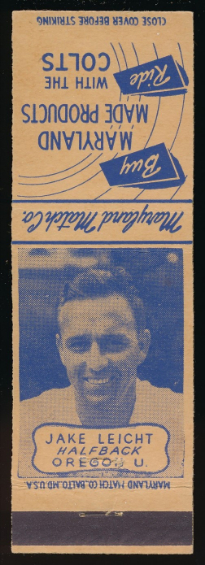 CLOSE COVER BEFORE STRIKING
Ride
WITH THE
COLTS
Buy
MARYLAND
MADE PRODUCTS
Maryland Match Co.
JAKE LEICHT
HALFBACK
OREGON U.
MARYLAND MATCH CO. BALTO. MD. U.S.A.